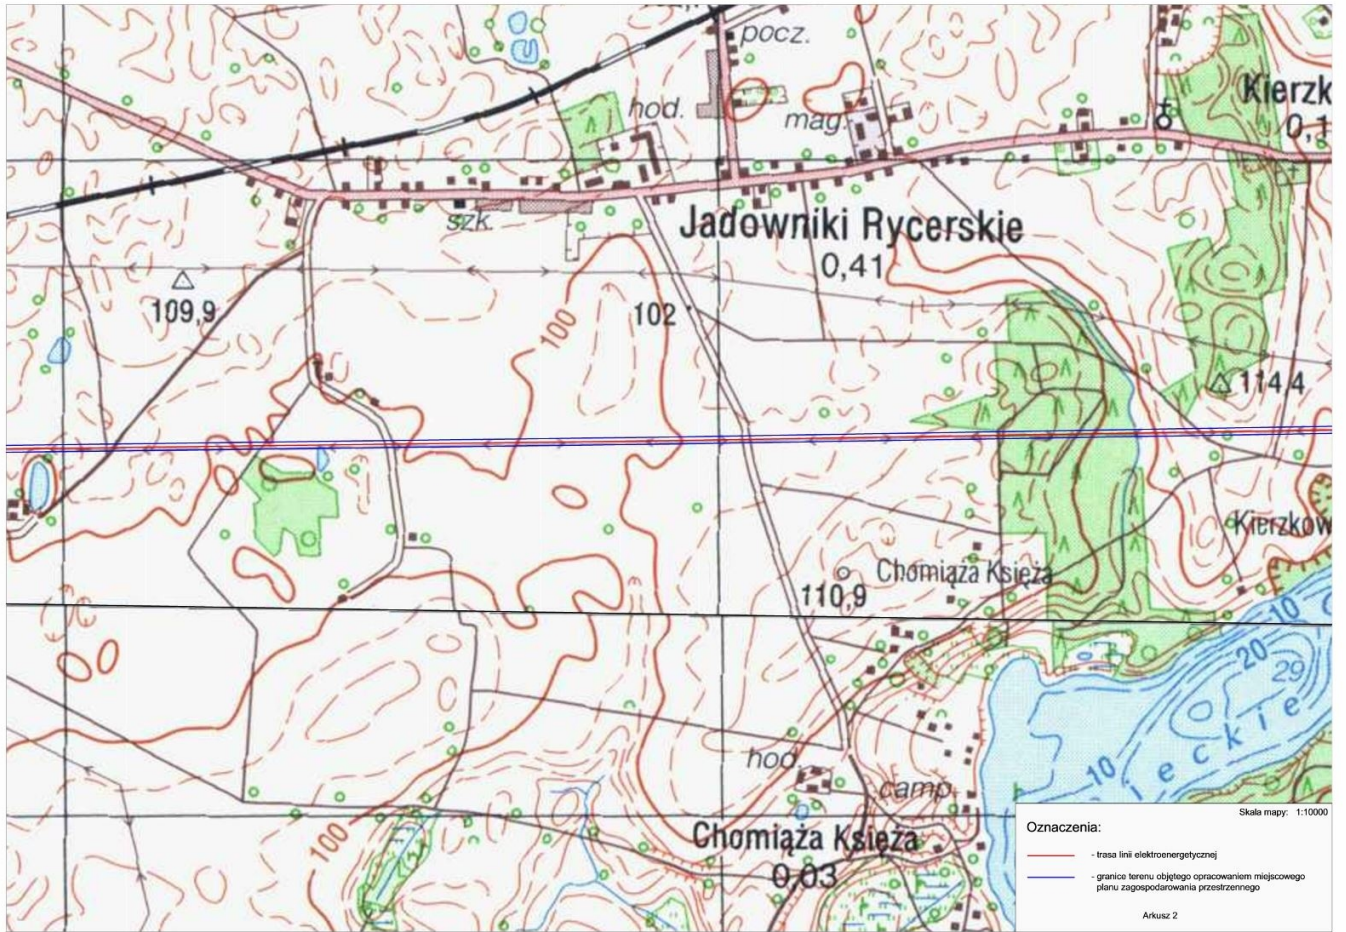 pocz.
hod.
mag.
Kierzk
0,1
szk.
Jadowniki Rycerskie
0,41
109,9
100
102
114,4
Kierzkow
Chomiąża Księża
110,9
10
20
29
eckie
10
hod.
camp.
100
Chomiąża Księża
0,03
Skala mapy: 1:10000
Oznaczenia:
- trasa linii elektroenergetycznej
- granice terenu objętego opracowaniem miejscowego
planu zagospodarowania przestrzennego
Arkusz 2